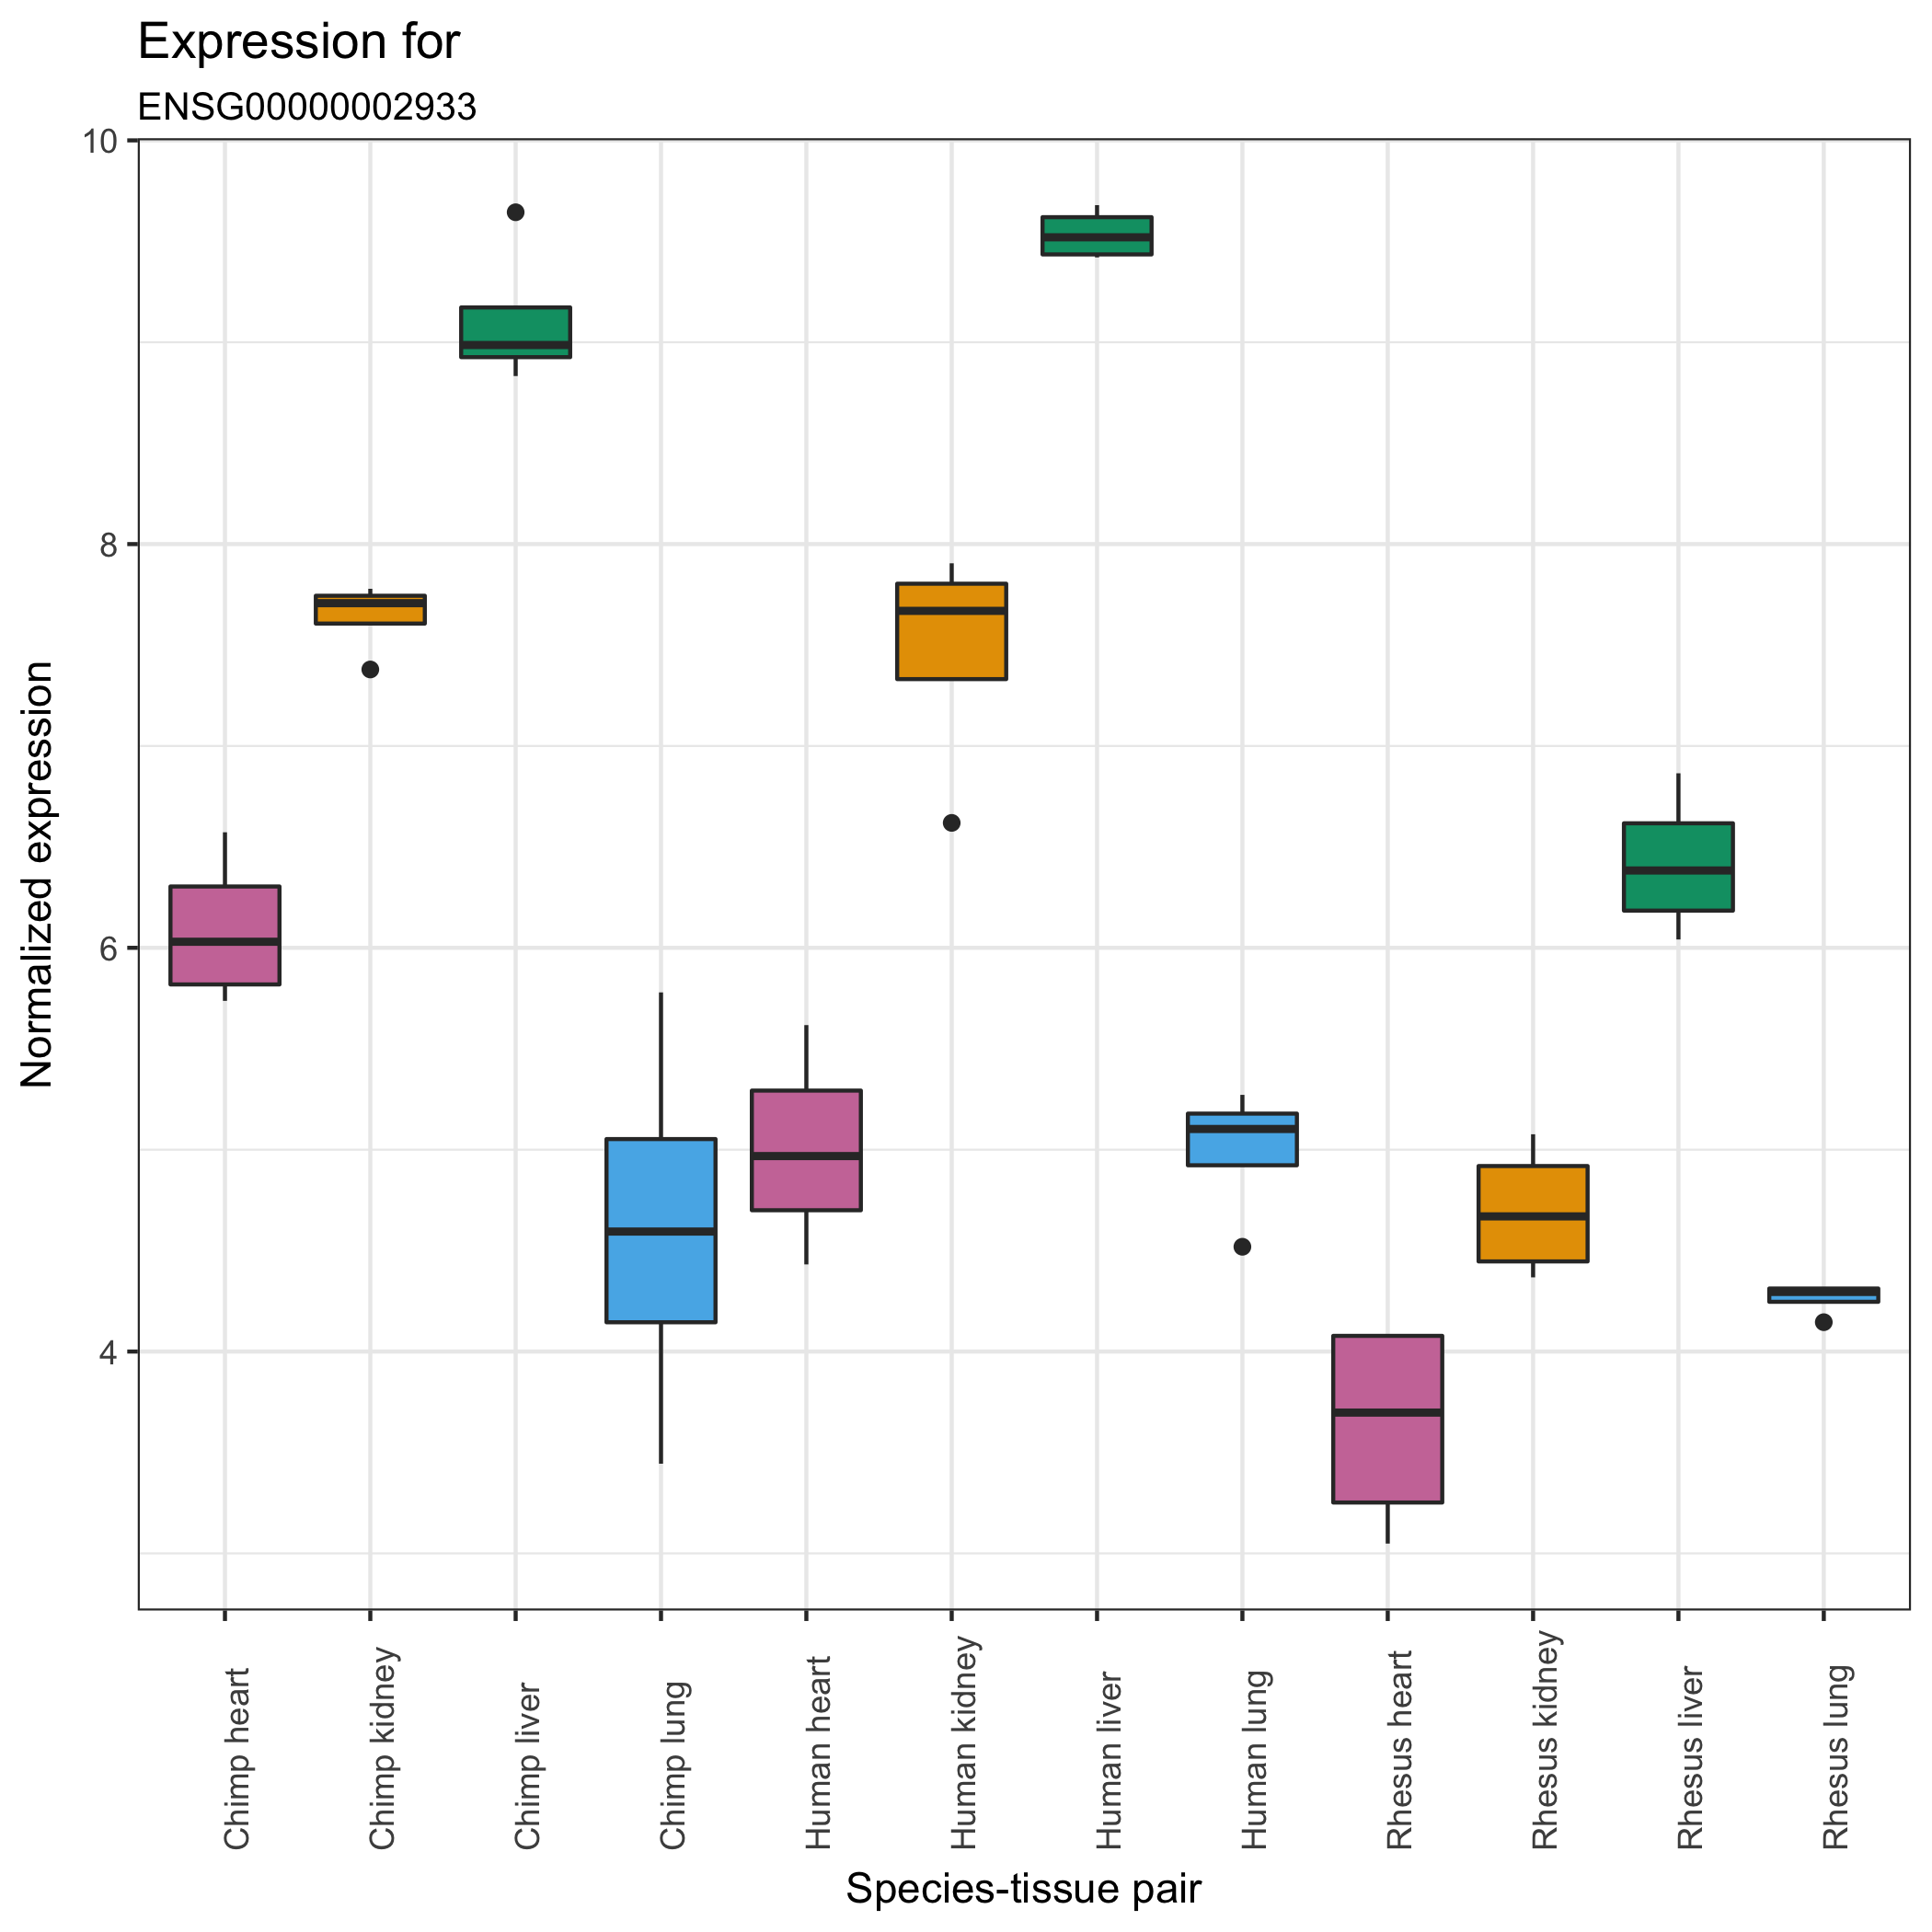 Expression for
ENSG00000002933
10
8
6
4
Normalized expression
Chimp heart
Chimp kidney
Chimp liver
Chimp lung
Human heart
Human kidney
Human liver
Human lung
Rhesus heart
Rhesus kidney
Rhesus liver
Rhesus lung
Species-tissue pair